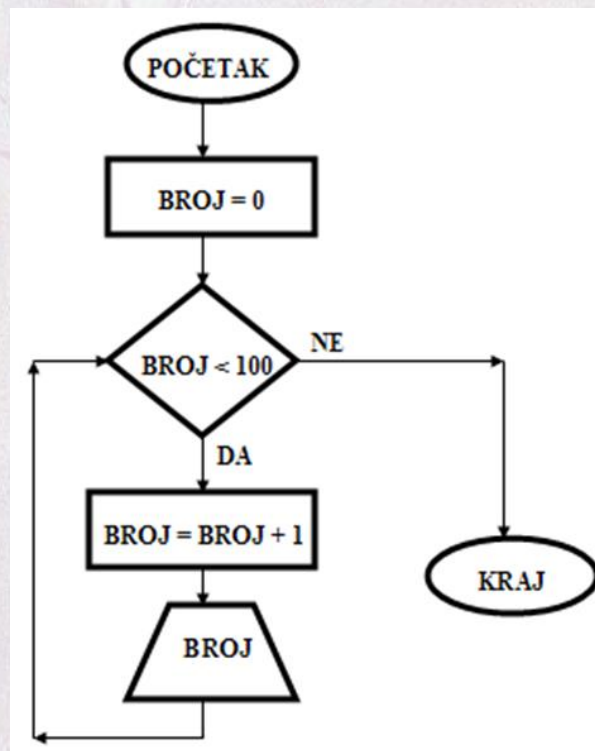 POČETAK
BROJ = 0
BROJ < 100
NE
DA
BROJ = BROJ + 1
KRAJ
BROJ